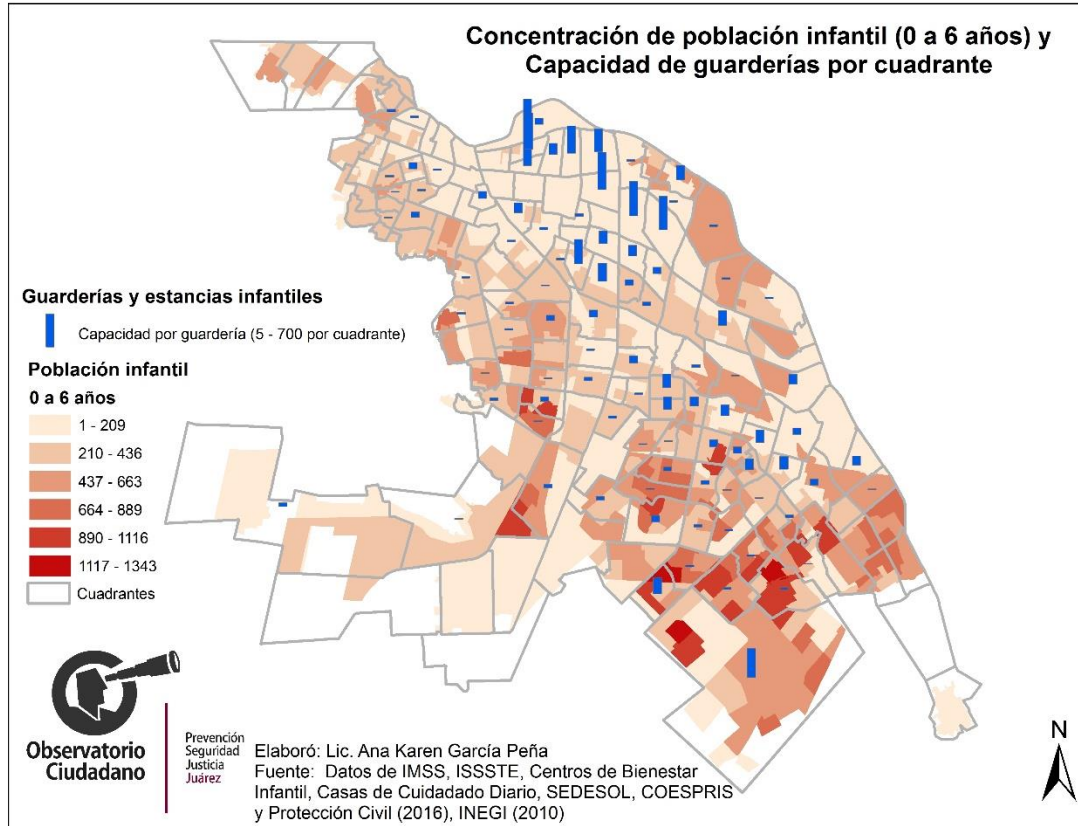 Concentración de población infantil (0 a 6 años) y
Capacidad de guarderías por cuadrante
Guarderías y estancias infantiles
Capacidad por guardería (5 - 700 por cuadrante)
Población infantil
0 a 6 años
1 - 209
210 - 436
437 - 663
664 - 889
890 - 1116
1117 - 1343
Cuadrantes
Observatorio
Ciudadano
Prevención
Seguridad
Justicia
Juárez
Elaboró: Lic. Ana Karen García Peña
Fuente: Datos de IMSS, ISSSTE, Centros de Bienestar
Infantil, Casas de Cuidadado Diario, SEDESOL, COESPRIS
y Protección Civil (2016), INEGI (2010)
N